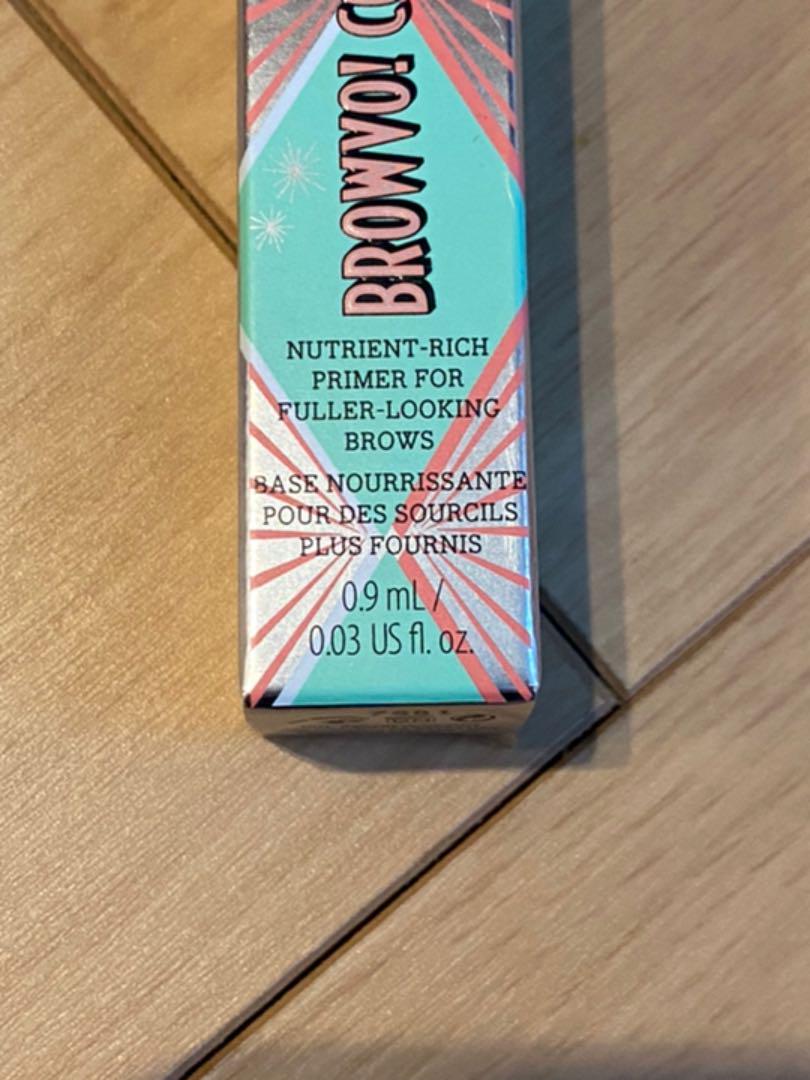 BROWVO!
NUTRIENT-RICH
PRIMER FOR
FULLER-LOOKING
BROWS
BASE NOURRISSANTE
POUR DES SOURCILS
PLUS FOURNIS
0.9 mL /
0.03 US fl. oz.